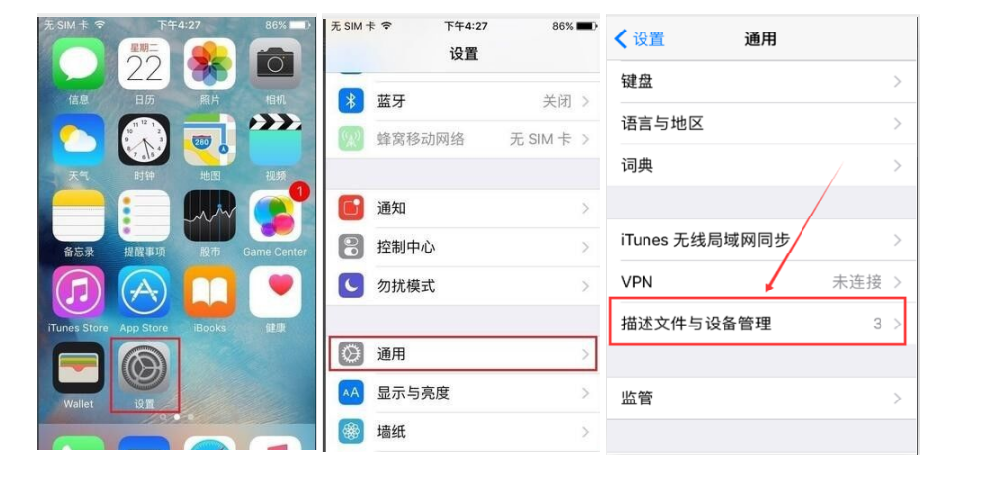 无 SIM 卡 下午4:27 86%
星期二
22
信息 日历 照片 相机
280
天气 时钟 地图 视频
1
备忘录 提醒事项 股市 Game Center
iTunes Store App Store iBooks 健康
Wallet 设置
无 SIM 卡 下午4:27 86%
设置
蓝牙 关闭
蜂窝移动网络 无 SIM 卡
通知
控制中心
勿扰模式
通用
AA 显示与亮度
墙纸
设置 通用
键盘
语言与地区
词典
iTunes 无线局域网同步
VPN 未连接
描述文件与设备管理 3
监管